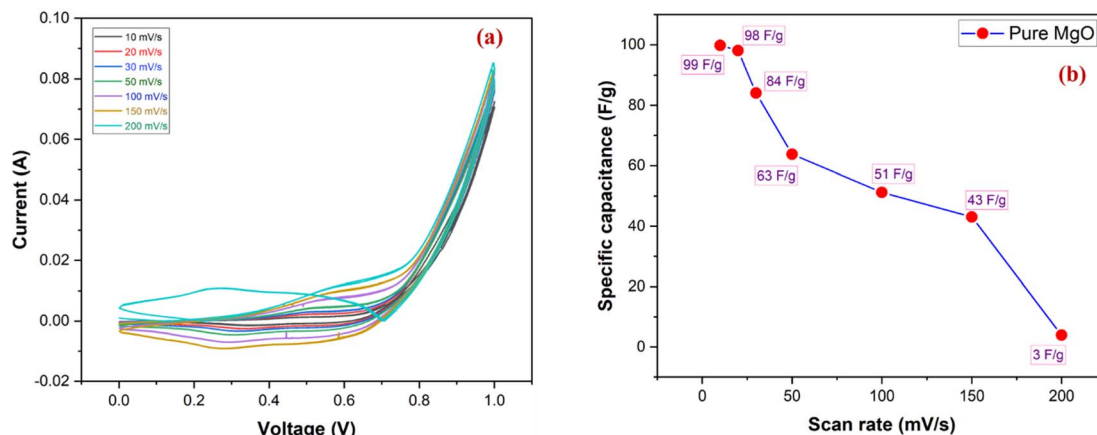 0.10
0.08
0.06
0.04
0.02
0.00
-0.02
Current (A)
10 mV/s
20 mV/s
30 mV/s
50 mV/s
100 mV/s
150 mV/s
200 mV/s
(a)
0.0 0.2 0.4 0.6 0.8 1.0
Voltage (V)
100
80
60
40
20
0
Specific capacitance (F/g)
Pure MgO
(b)
99 F/g
98 F/g
84 F/g
63 F/g
51 F/g
43 F/g
3 F/g
0 50 100 150 200
Scan rate (mV/s)